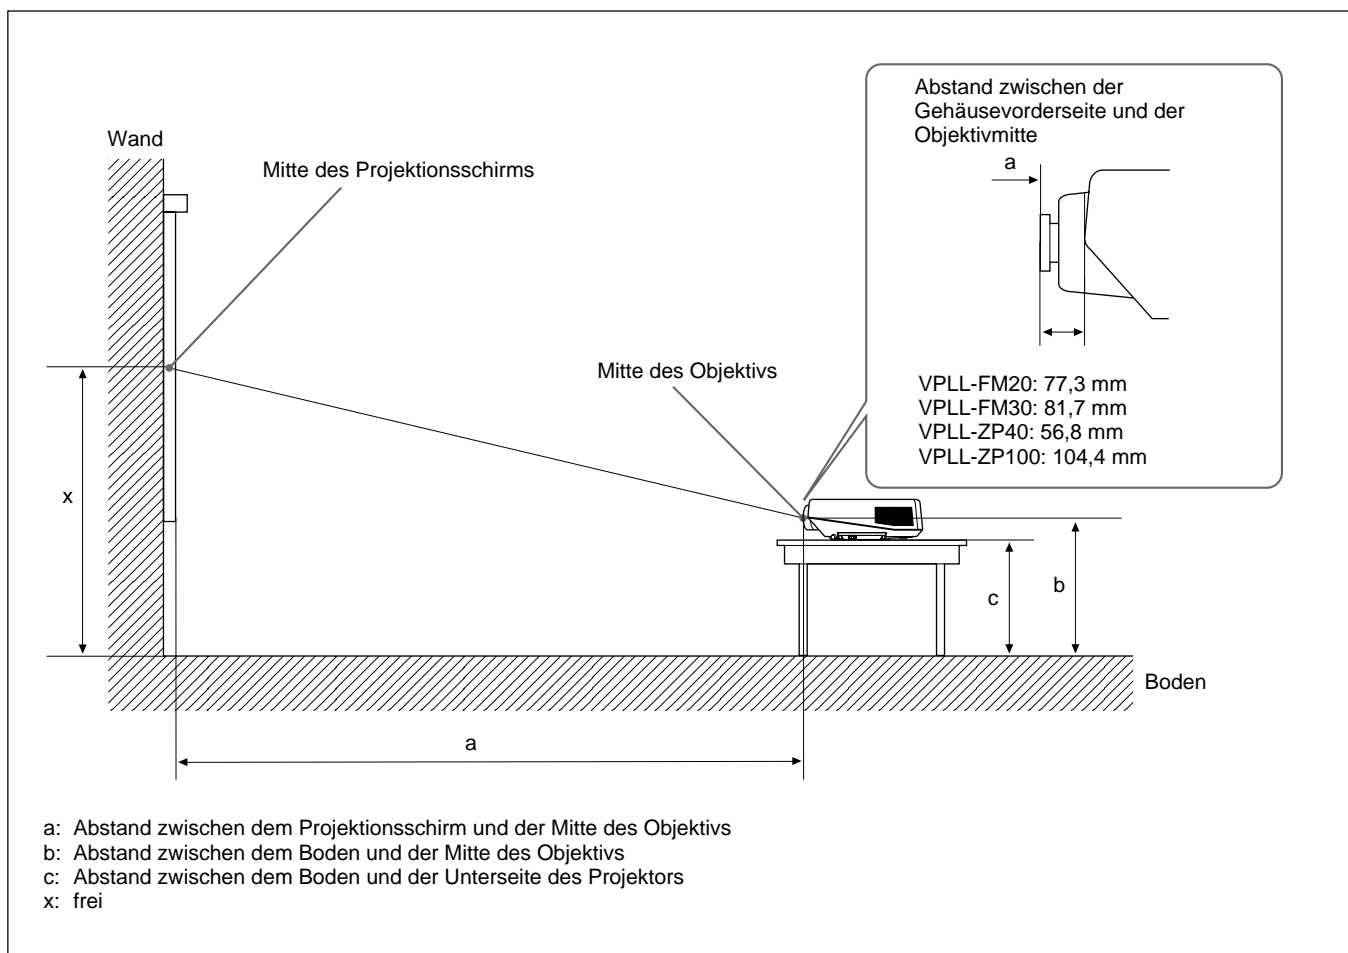 Abstand zwischen der
Gehäusevorderseite und der
Objektivmitte
a
Wand
Mitte des Projektionsschirms
Mitte des Objektivs
VPLL-FM20: 77,3 mm
VPLL-FM30: 81,7 mm
VPLL-ZP40: 56,8 mm
VPLL-ZP100: 104,4 mm
x
c
b
Boden
a
a: Abstand zwischen dem Projektionsschirm und der Mitte des Objektivs
b: Abstand zwischen dem Boden und der Mitte des Objektivs
c: Abstand zwischen dem Boden und der Unterseite des Projektors
x: frei